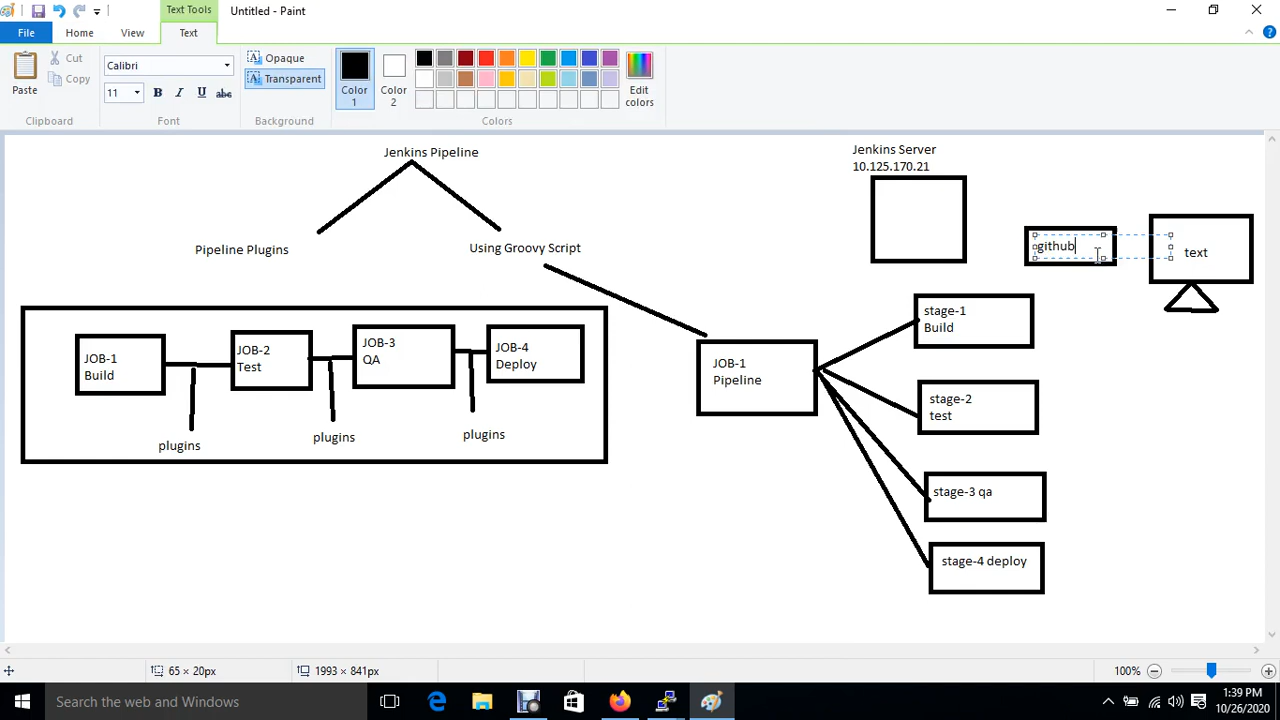 Text Tools
Untitled - Paint
File
Home
View
Text
Paste
Cut
Copy
Clipboard
Calibri
11
B I U abc
Font
Opaque
Transparent
Background
Color 1
Color 2
Edit colors
Colors
Jenkins Pipeline
Pipeline Plugins
Using Groovy Script
Jenkins Server
10.125.170.21
github
text
JOB-1
Build
JOB-2
Test
JOB-3
QA
JOB-4
Deploy
plugins
plugins
plugins
JOB-1
Pipeline
stage-1
Build
stage-2
test
stage-3 qa
stage-4 deploy
65 × 20px
1993 × 841px
100%
Search the web and Windows
1:39 PM
10/26/2020